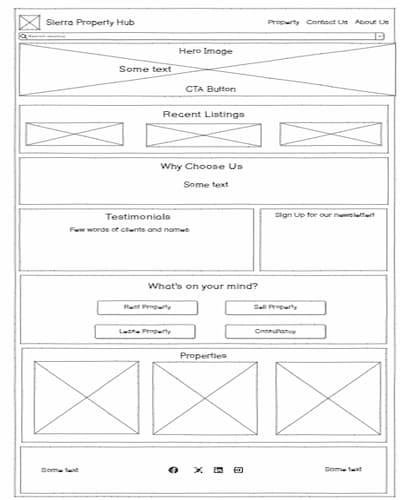 Sierra Property Hub
Property Contact Us About Us
Hero Image
Some text
CTA Button
Recent Listings
Why Choose Us
Some text
Testimonials
Few words of clients and names
Sign Up for our newsletter!
What's on your mind?
Rent Property
Sell Property
Lease Property
Consultancy
Properties
Some text
Some text